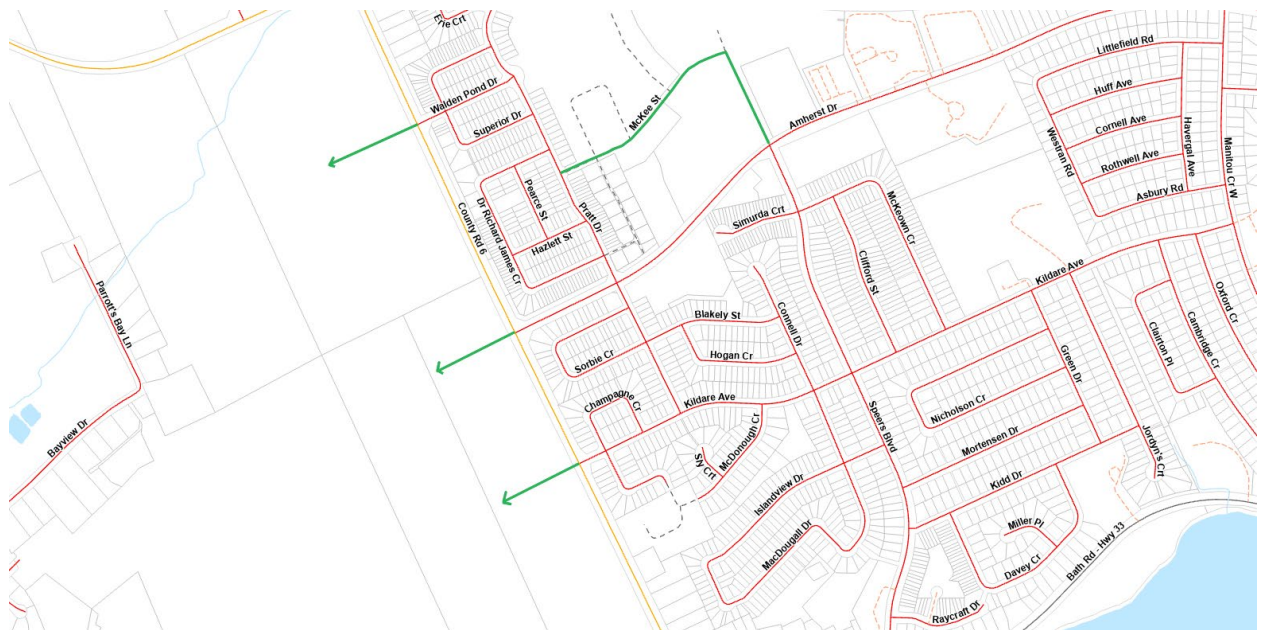 Erie Crt
Littlefield Rd
Walden Pond Dr
Huff Ave
McKee St
Amherst Dr
Superior Dr
Cornell Ave
Havergal Ave
Manitou Cr W
Westran Rd
Rothwell Ave
Pearce St
Asbury Rd
Dr Richard James Cr
Pratt Dr
Simurda Crt
McKeown Cr
County Rd 6
Hazlett St
Clifford St
Kildare Ave
Parrott's Bay Ln
Blakely St
Connell Dr
Oxford Cr
Cambridge Cr
Clairton Pl
Sorbie Cr
Hogan Cr
Green Dr
Champagne Cr
Kildare Ave
Nicholson Cr
Speers Blvd
Bayview Dr
McDonough Cr
Mortensen Dr
Jordyn's Crt
Sly Crt
Islandview Dr
Kidd Dr
MacDougall Dr
Miller Pl
Bath Rd - Hwy 33
Davey Cr
Raycraft Dr